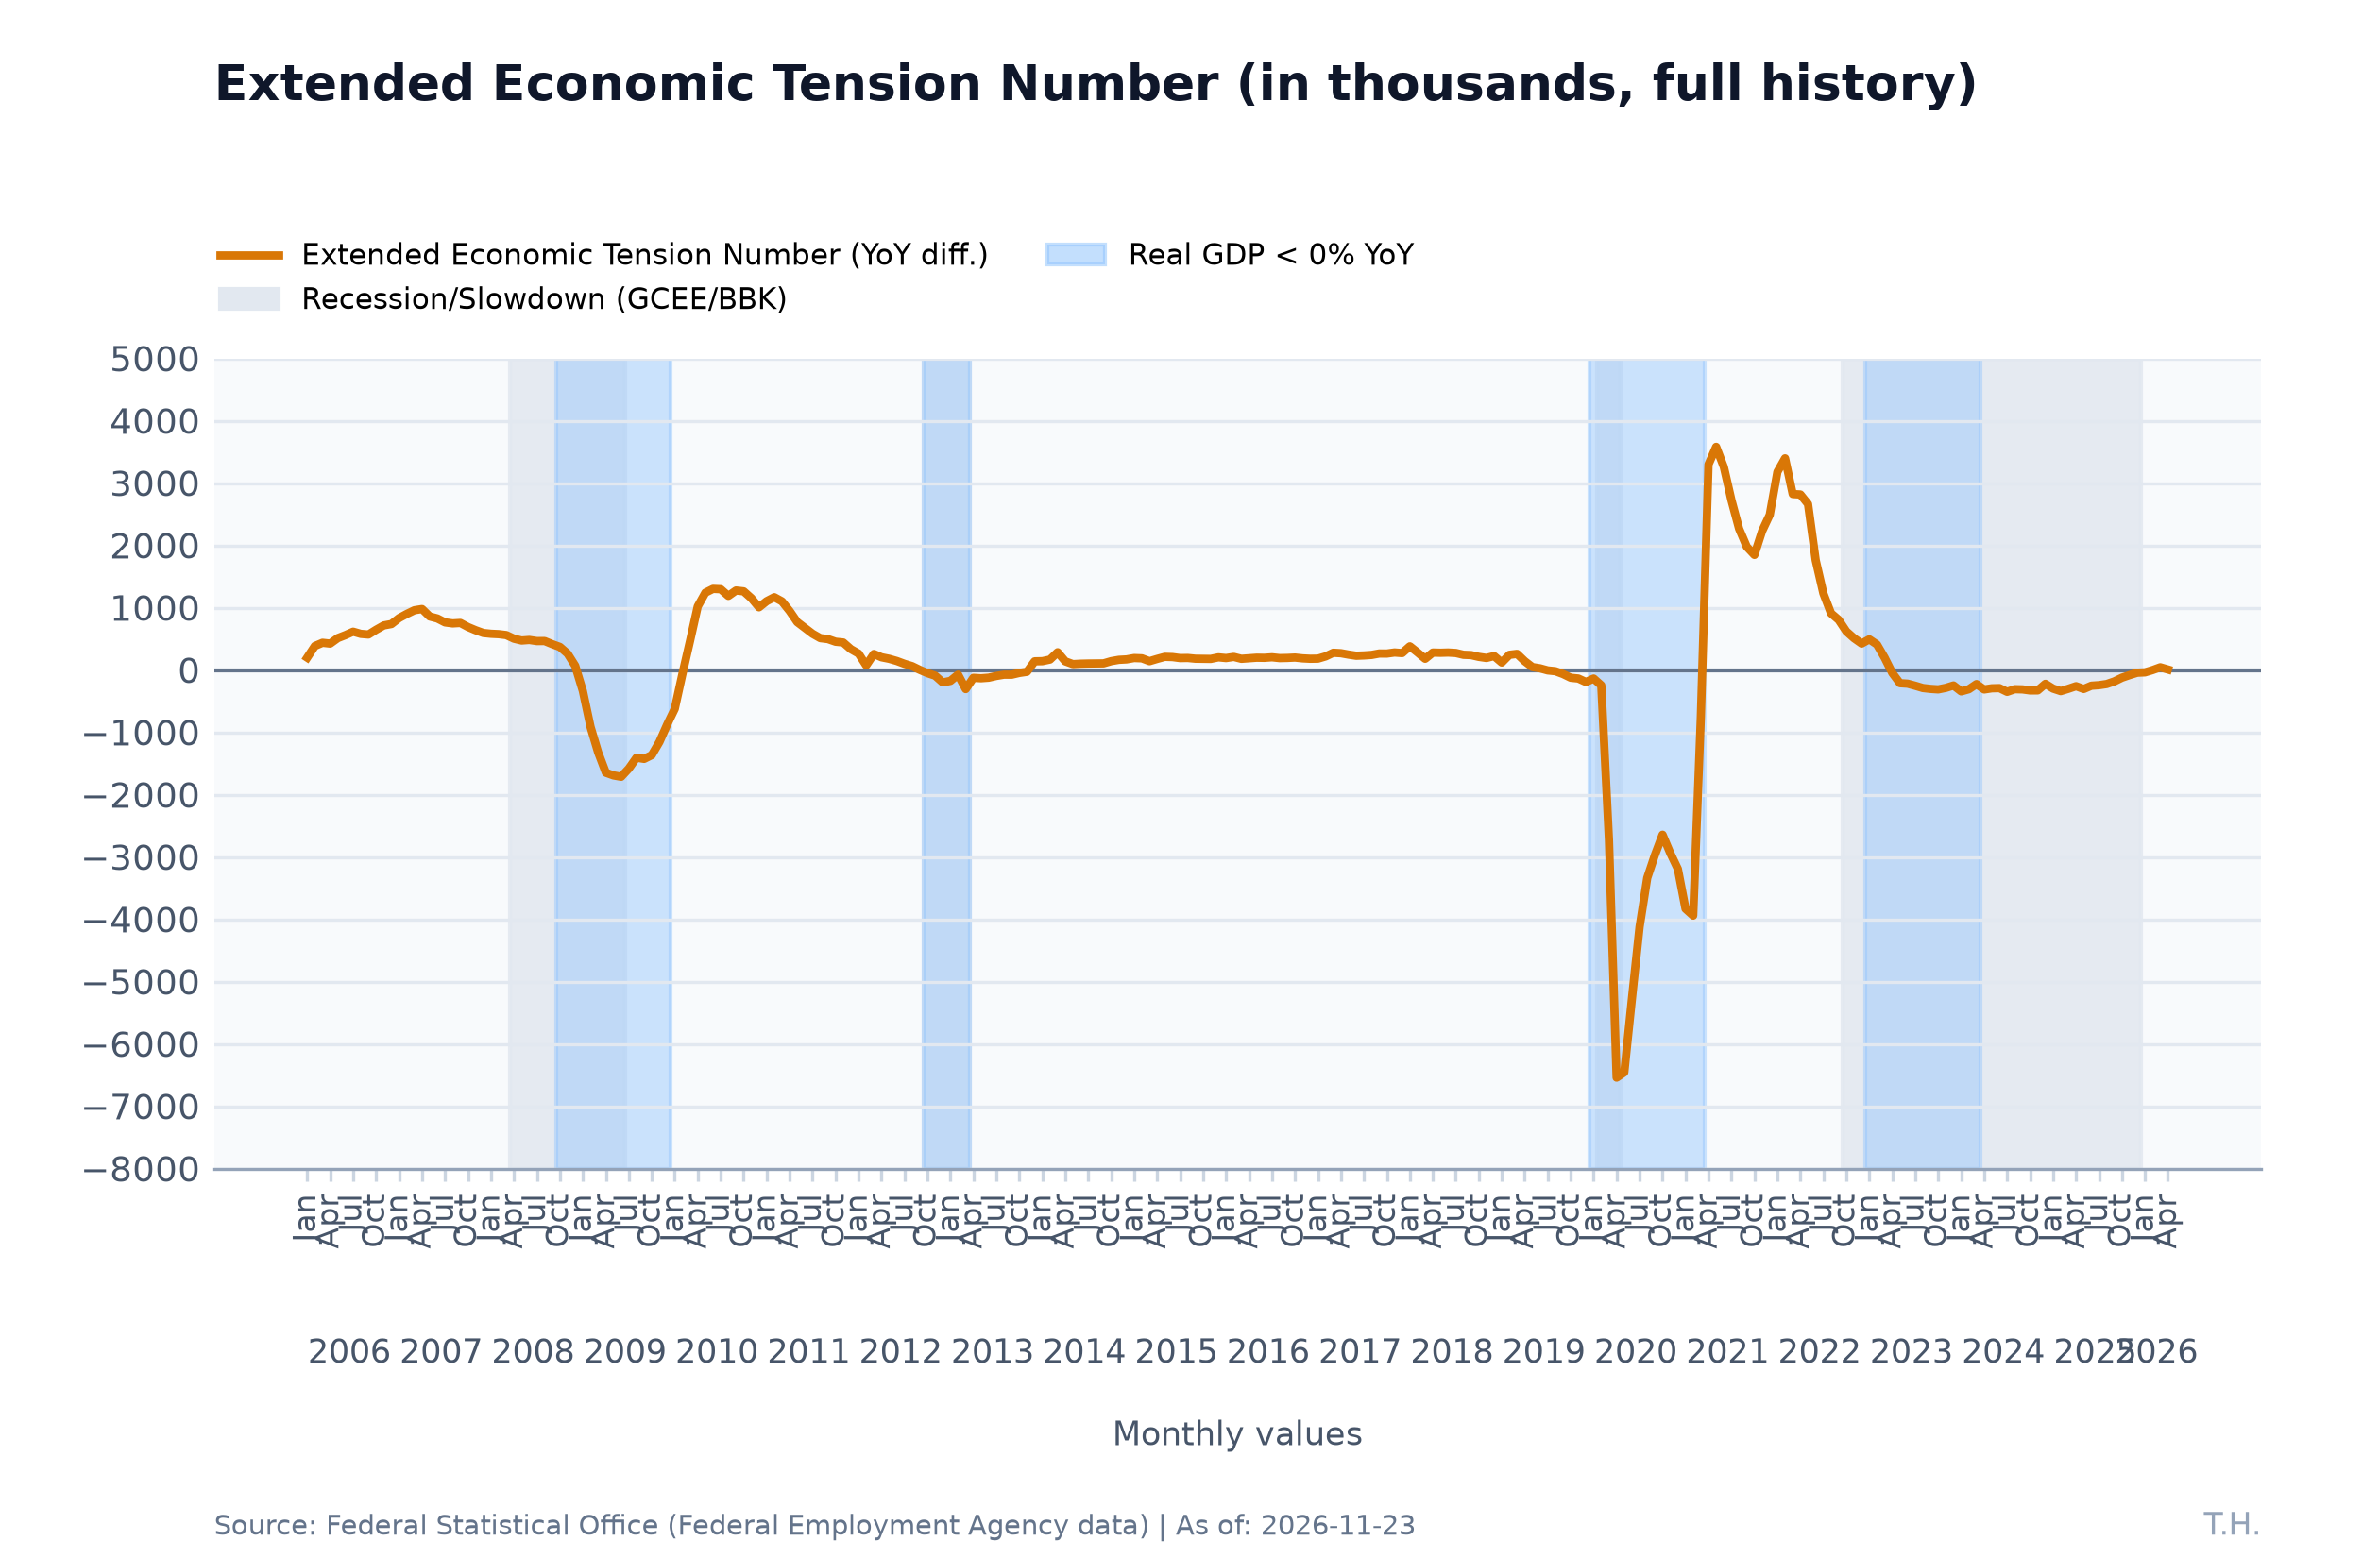 Extended Economic Tension Number (in thousands, full history)
Extended Economic Tension Number (YoY diff.)
Real GDP < 0% YoY
Recession/Slowdown (GCEE/BBK)
5000
4000
3000
2000
1000
0
−1000
−2000
−3000
−4000
−5000
−6000
−7000
−8000
Jan Apr Jul Oct Jan Apr Jul Oct Jan Apr Jul Oct Jan Apr Jul Oct Jan Apr Jul Oct Jan Apr Jul Oct Jan Apr Jul Oct Jan Apr Jul Oct Jan Apr Jul Oct Jan Apr Jul Oct Jan Apr Jul Oct Jan Apr Jul Oct Jan Apr Jul Oct Jan Apr Jul Oct Jan Apr Jul Oct Jan Apr Jul Oct Jan Apr Jul Oct Jan Apr Jul Oct Jan Apr Jul Oct Jan Apr Jul Oct Jan Apr
2006 2007 2008 2009 2010 2011 2012 2013 2014 2015 2016 2017 2018 2019 2020 2021 2022 2023 2024 2025 2026
Monthly values
Source: Federal Statistical Office (Federal Employment Agency data) | As of: 2026-11-23
T.H.